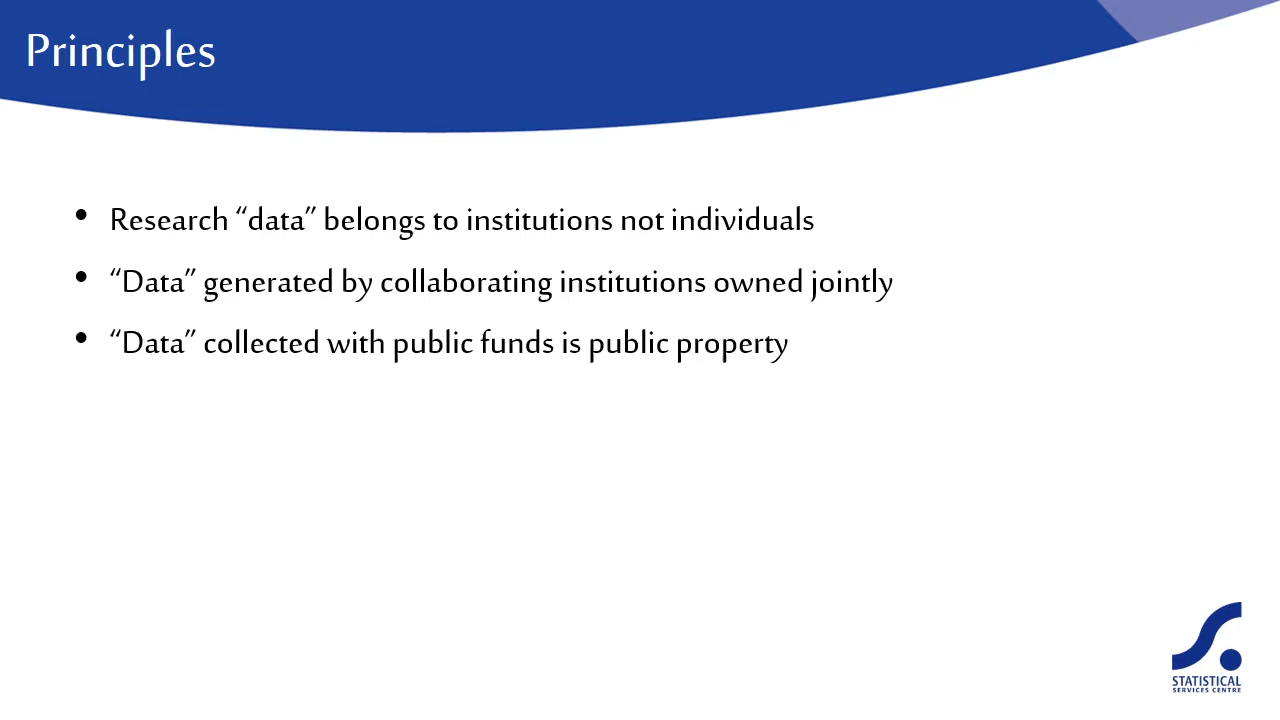 Principles
• Research “data” belongs to institutions not individuals
• “Data” generated by collaborating institutions owned jointly
• “Data” collected with public funds is public property
STATISTICAL
SERVICES CENTRE